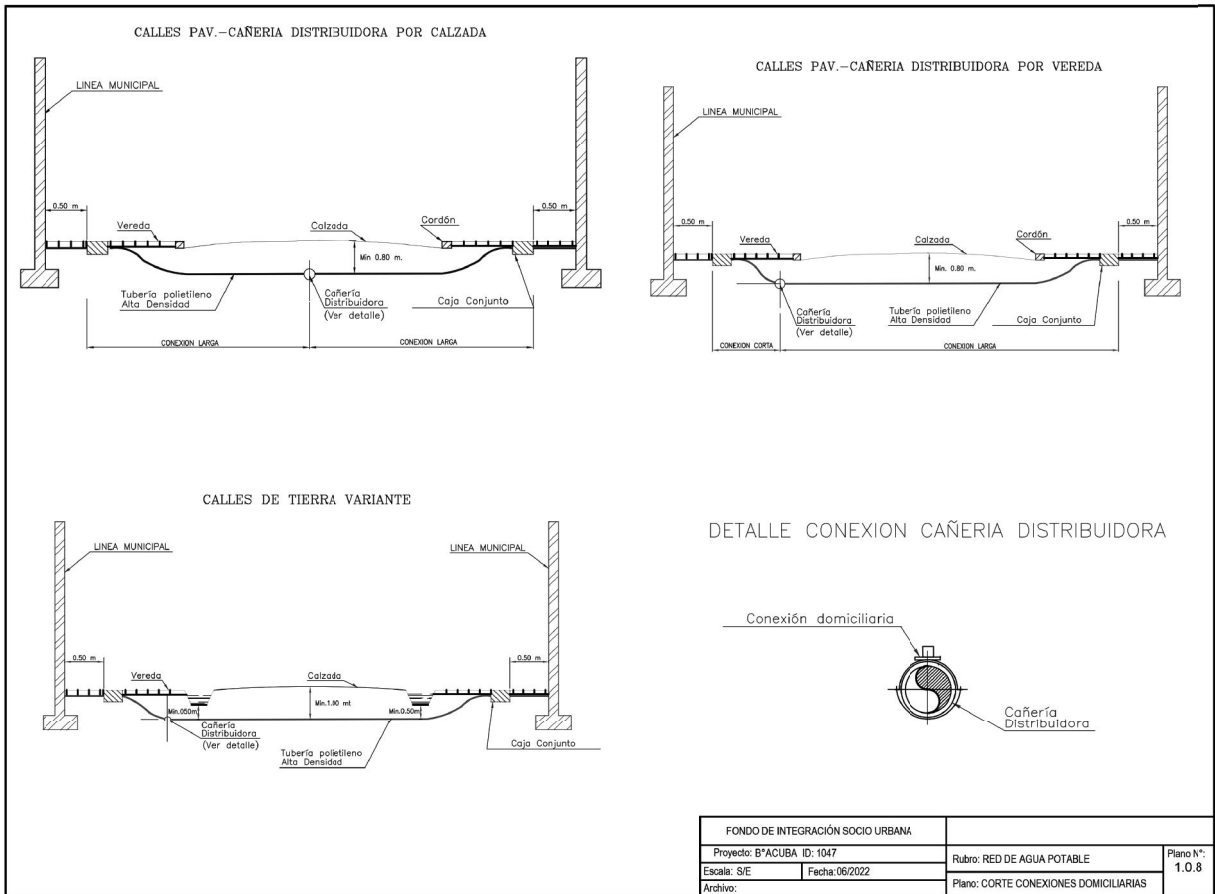 CALLES PAV.-CAÑERIA DISTRIBUIDORA POR CALZADA
LINEA MUNICIPAL
0.50 m
0.50 m
Vereda
Calzada
Cordón
Min 0.80 m.
Tubería polietileno
Alta Densidad
Cañería
Distribuidora
(Ver detalle)
Caja Conjunto
CONEXION LARGA
CONEXION LARGA
CALLES PAV.-CAÑERIA DISTRIBUIDORA POR VEREDA
LINEA MUNICIPAL
0.50 m
0.50 m
Vereda
Calzada
Cordón
Min. 0.80 m.
Cañería
Distribuidora
(Ver detalle)
Tubería polietileno
Alta Densidad
Caja Conjunto
CONEXION CORTA
CONEXION LARGA
CALLES DE TIERRA VARIANTE
LINEA MUNICIPAL
LINEA MUNICIPAL
0.50 m
0.50 m
Vereda
Calzada
Min.050m
Min.1.00 mt
Min.0.50m
Cañería
Distribuidora
(Ver detalle)
Tubería polietileno
Alta Densidad
Caja Conjunto
DETALLE CONEXION CAÑERIA DISTRIBUIDORA
Conexión domiciliaria
Cañería
Distribuidora
FONDO DE INTEGRACIÓN SOCIO URBANA
Proyecto: B°ACUBA ID: 1047
Escala: S/E
Fecha:06/2022
Archivo:
Rubro: RED DE AGUA POTABLE
Plano: CORTE CONEXIONES DOMICILIARIAS
Plano N°:
1.0.8